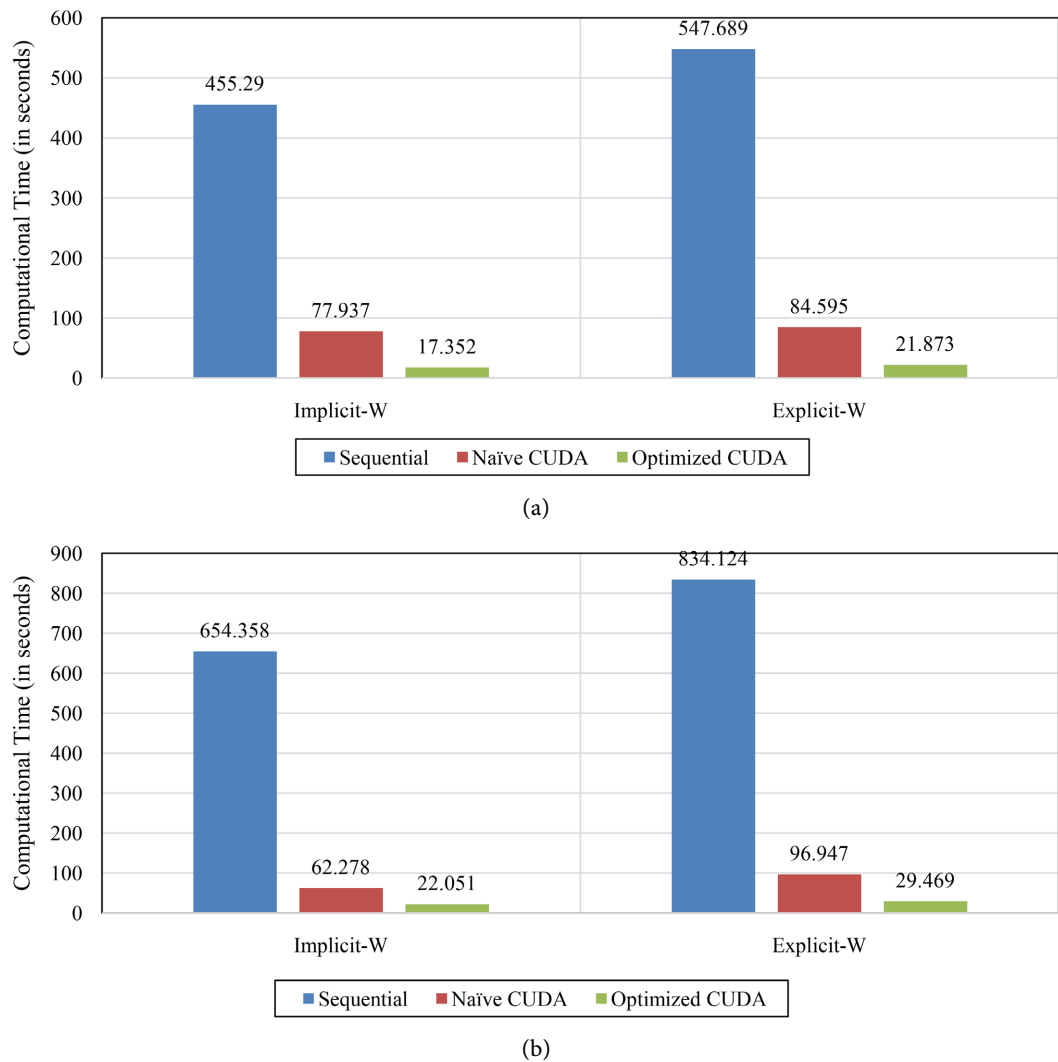 600
500
400
300
200
100
0
Computational Time (in seconds)
455.29
77.937
17.352
547.689
84.595
21.873
Implicit-W
Explicit-W
Sequential Naïve CUDA Optimized CUDA
(a)
900
800
700
600
500
400
300
200
100
0
Computational Time (in seconds)
654.358
62.278
22.051
834.124
96.947
29.469
Implicit-W
Explicit-W
Sequential Naïve CUDA Optimized CUDA
(b)